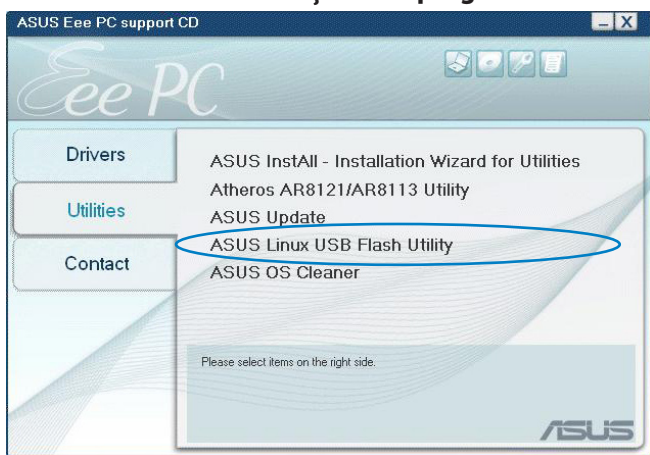 ASUS Eee PC support CD
Eee PC
Drivers
Utilities
Contact
ASUS InstAll - Installation Wizard for Utilities
Atheros AR8121/AR8113 Utility
ASUS Update
ASUS Linux USB Flash Utility
ASUS OS Cleaner
Please select items on the right side.
ASUS